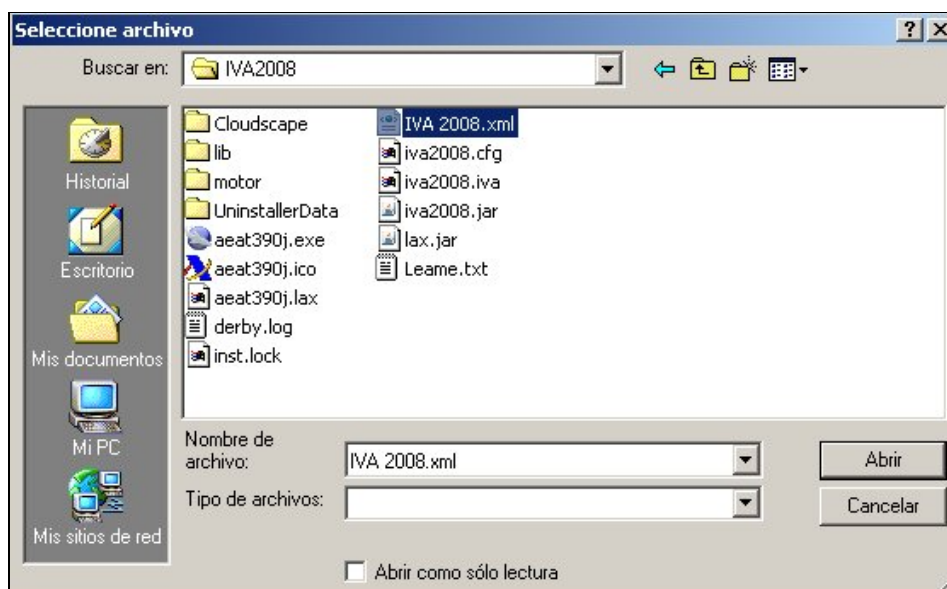 Seleccione archivo
Buscar en: IVA2008
Historial
Escritorio
Mis documentos
Mi PC
Mis sitios de red
Cloudscape
lib
motor
UninstallerData
aeat390j.exe
aeat390j.ico
aeat390j.lax
derby.log
inst.lock
IVA 2008.xml
iva2008.cfg
iva2008.iva
iva2008.jar
lax.jar
Leame.txt
Nombre de
archivo: IVA 2008.xml
Abrir
Tipo de archivos:
Cancelar
Abrir como sólo lectura